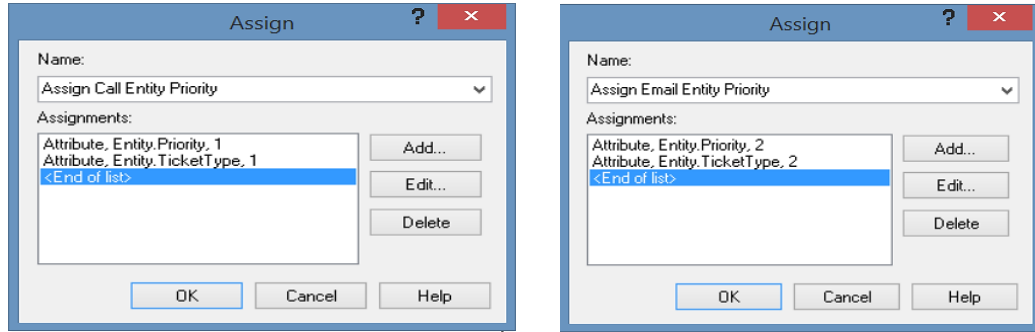 Assign
? ×
Name:
Assign Call Entity Priority
Assignments:
Attribute, Entity.Priority, 1
Attribute, Entity.TicketType, 1
<End of list>
Add...
Edit...
Delete
OK
Cancel
Help
Assign
? ×
Name:
Assign Email Entity Priority
Assignments:
Attribute, Entity.Priority, 2
Attribute, Entity.TicketType, 2
<End of list>
Add...
Edit...
Delete
OK
Cancel
Help